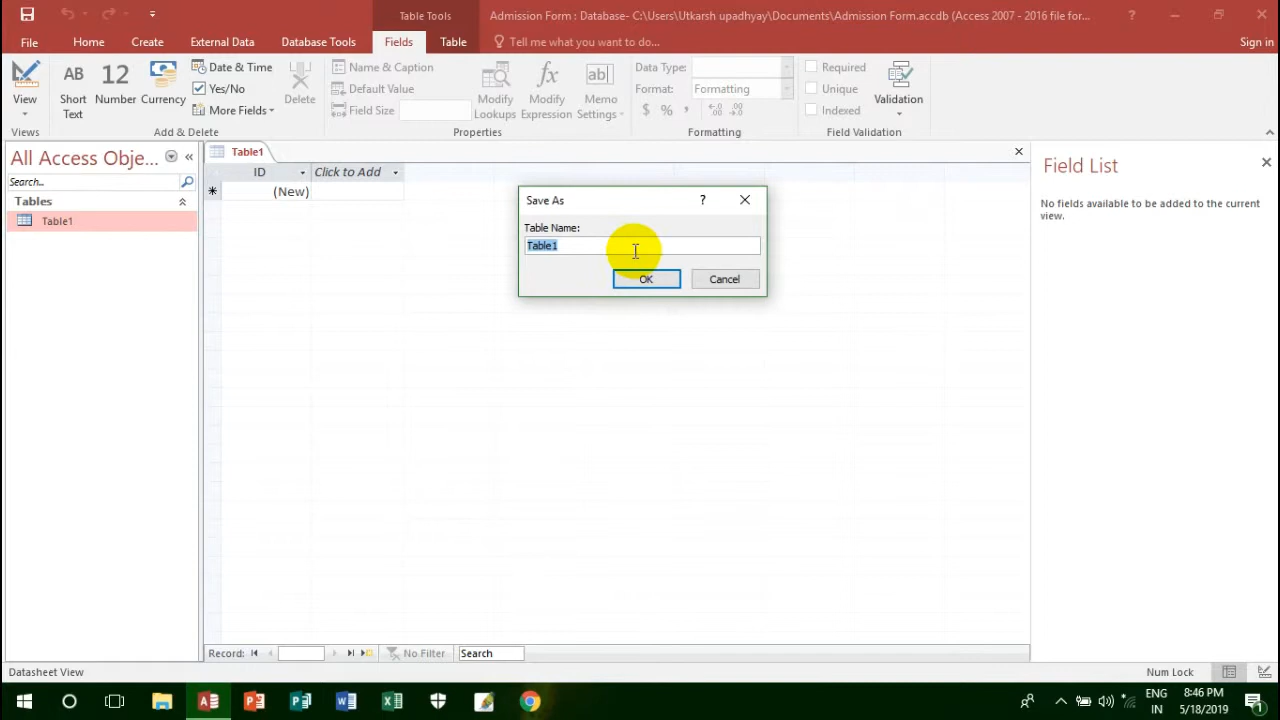 Table Tools
Admission Form : Database- C:\Users\Utkarsh upadhyay\Documents\Admission Form.accdb (Access 2007 - 2016 file for...
?
File
Home
Create
External Data
Database Tools
Fields
Table
Tell me what you want to do...
Sign in
View
AB
Short
Text
12
Number
Currency
Date & Time
Yes/No
More Fields
Delete
Name & Caption
Default Value
Field Size
Modify
Lookups
fx
Modify
Expression
ab
Memo
Settings
Data Type:
Format:
Formatting
$ % , .00 .00
Required
Unique
Indexed
Validation
Views
Add & Delete
Properties
Formatting
Field Validation
All Access Obje...
Search...
Tables
Table1
Table1
ID
Click to Add
(New)
Save As
?
Table Name:
Table1
OK
Cancel
Field List
No fields available to be added to the current
view.
Record:
No Filter
Search
Datasheet View
Num Lock
ENG
IN
8:46 PM
5/18/2019
1